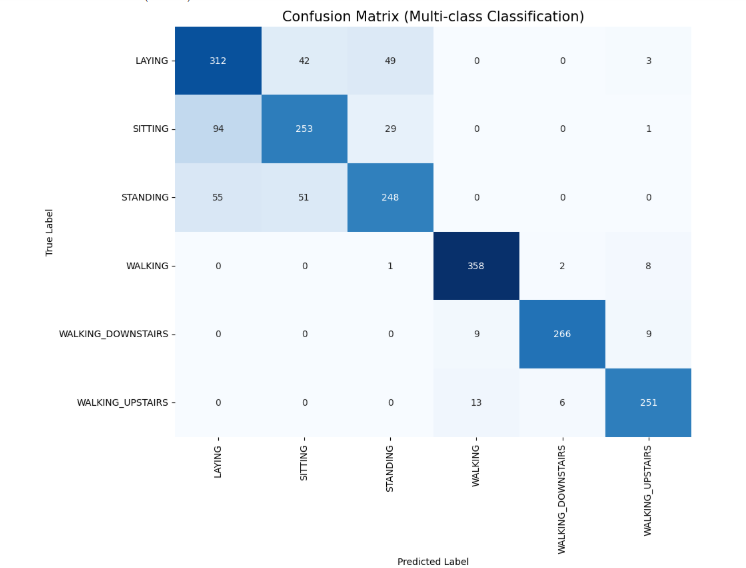 Confusion Matrix (Multi-class Classification)
LAYING 312 42 49 0 0 3
SITTING 94 253 29 0 0 1
STANDING 55 51 248 0 0 0
True Label
WALKING 0 0 1 358 2 8
WALKING_DOWNSTAIRS 0 0 0 9 266 9
WALKING_UPSTAIRS 0 0 0 13 6 251
LAYING SITTING STANDING WALKING WALKING_DOWNSTAIRS WALKING_UPSTAIRS
Predicted Label